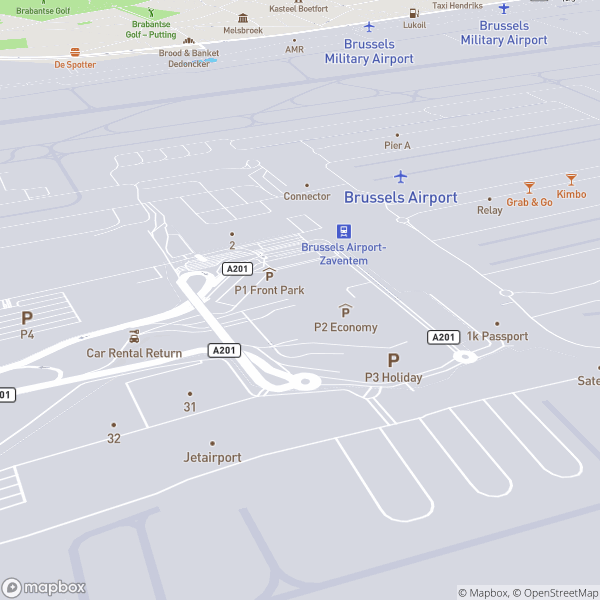 Brabantse Golf
Brabantse
Golf – Putting
Kasteel Boetfort
Melsbroek
Lukoil
Taxi Hendriks
Brussels
Military Airport
Brussels
Military Airport
AMR
De Spotter
Brood & Banket
Dedoncker
Pier A
Connector
Brussels Airport
Relay
Grab & Go
Kimbo
2
Brussels Airport-
Zaventem
A201
P
P1 Front Park
P
P4
P
P2 Economy
Car Rental Return
A201
A201
1k Passport
P
P3 Holiday
Sate
01
31
32
Jetairport
mapbox
© Mapbox, © OpenStreetMap